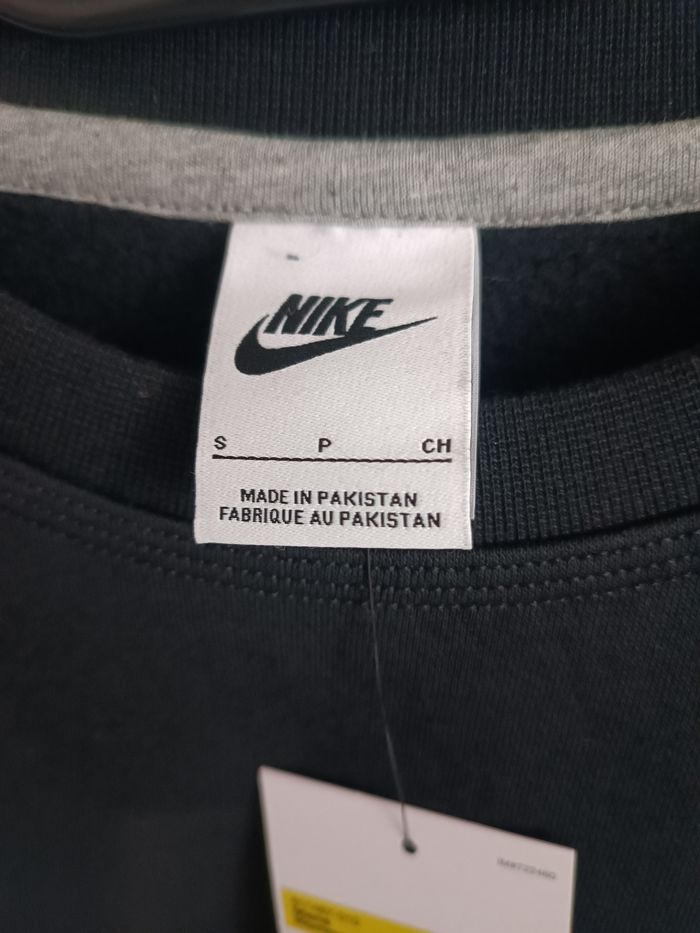 NIKE
S P CH
MADE IN PAKISTAN
FABRIQUE AU PAKISTAN